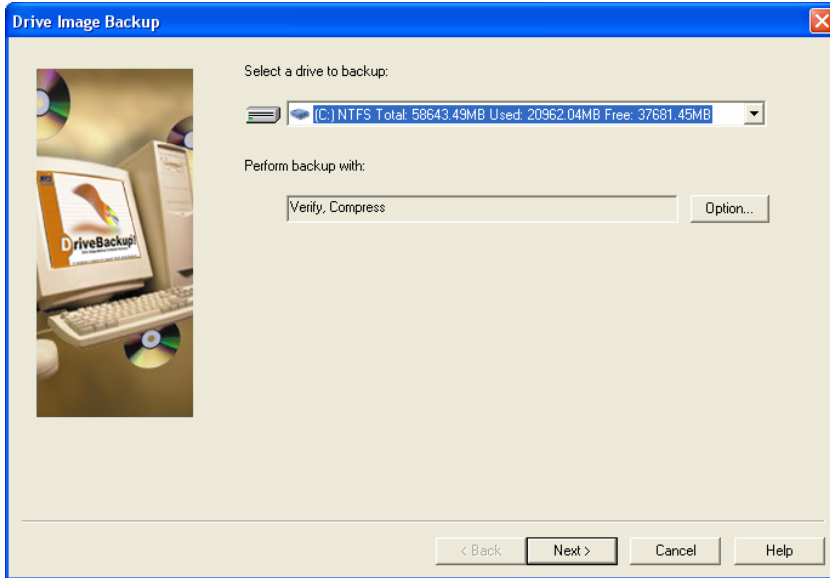 Drive Image Backup
Select a drive to backup:
(C:) NTFS Total: 58643.49MB Used: 20962.04MB Free: 37681.45MB
Perform backup with:
Verify, Compress
Option...
DriveBackup!
< Back
Next >
Cancel
Help